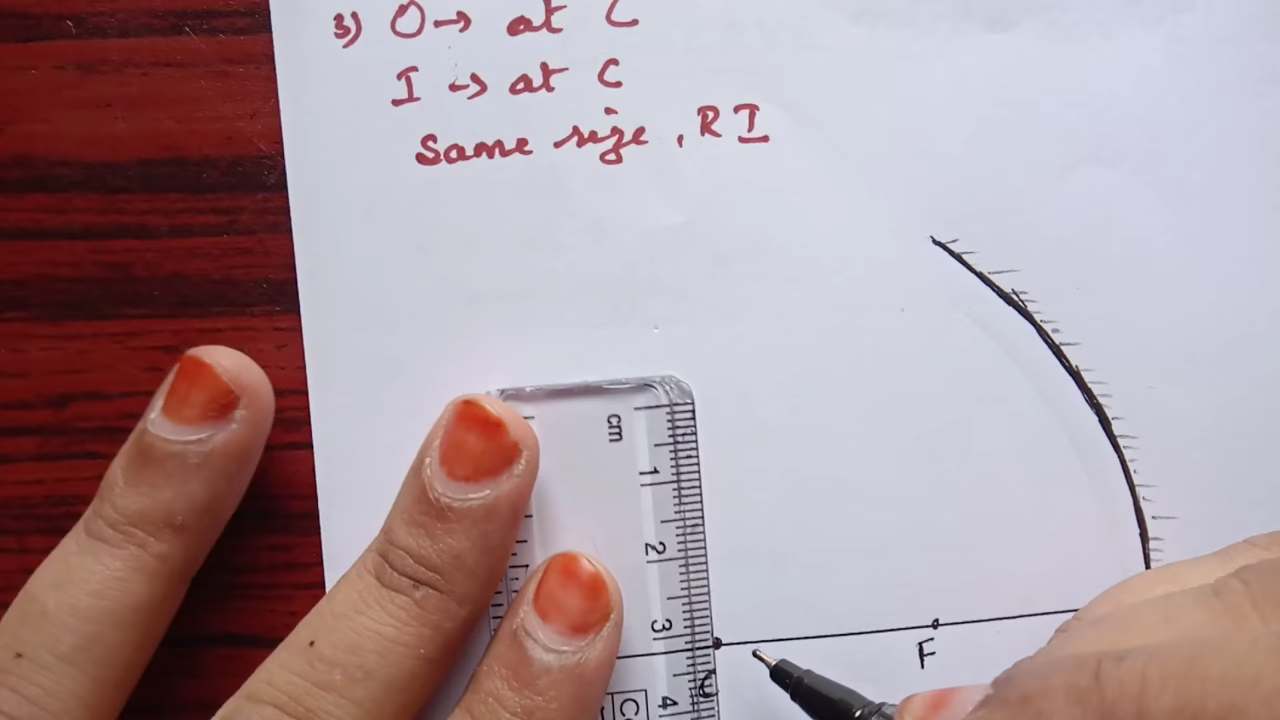 3) O→ at C
I → at C
Same size, R I
cm
1
2
3
4
F
C